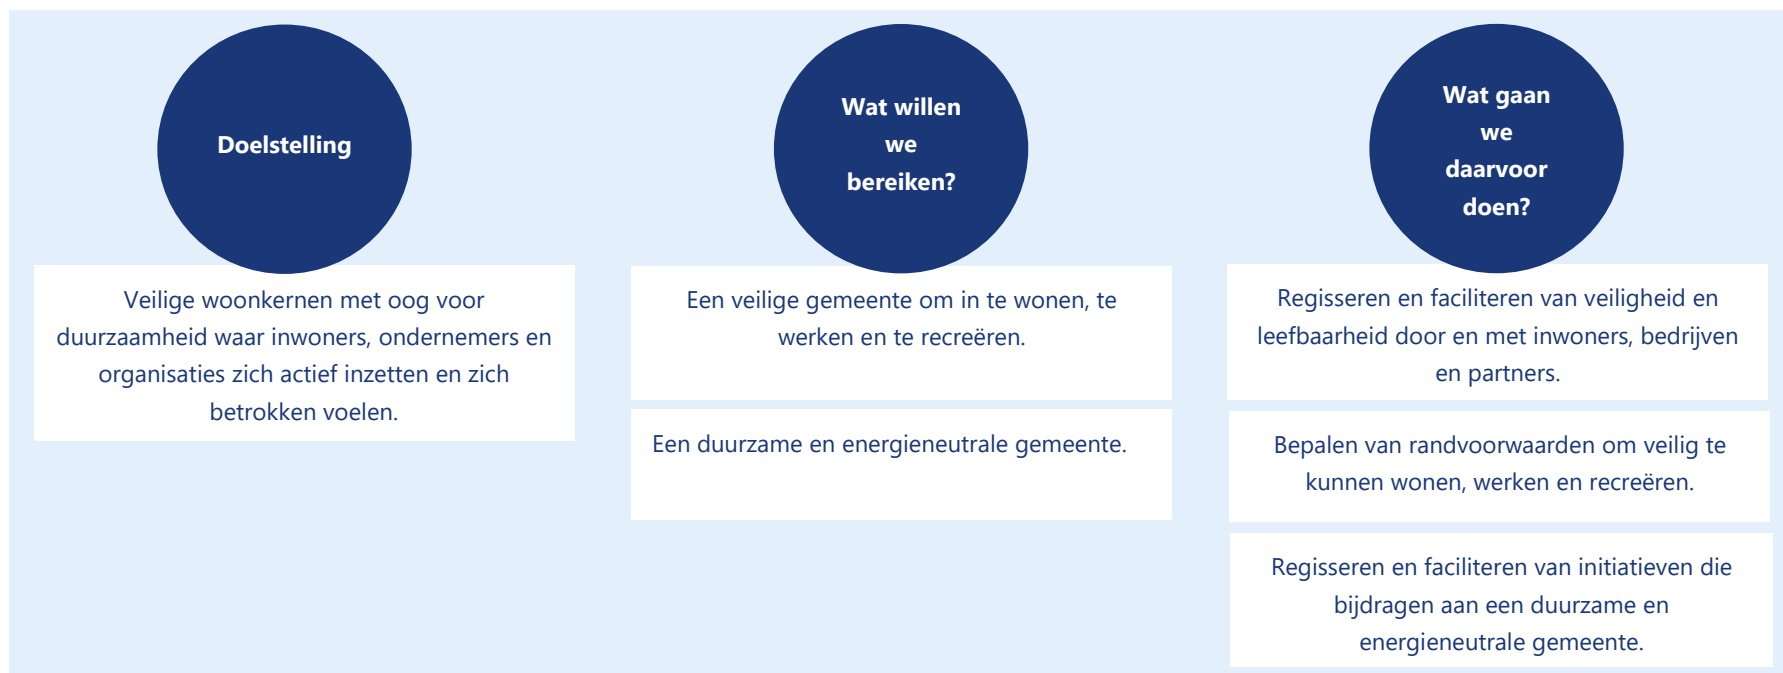 Doelstelling
Veilige woonkernen met oog voor
duurzaamheid waar inwoners, ondernemers en
organisaties zich actief inzetten en zich
betrokken voelen.
Wat willen
we
bereiken?
Een veilige gemeente om in te wonen, te
werken en te recreëren.
Een duurzame en energieneutrale gemeente.
Wat gaan
we
daarvoor
doen?
Regisseren en faciliteren van veiligheid en
leefbaarheid door en met inwoners, bedrijven
en partners.
Bepalen van randvoorwaarden om veilig te
kunnen wonen, werken en recreëren.
Regisseren en faciliteren van initiatieven die
bijdragen aan een duurzame en
energieneutrale gemeente.